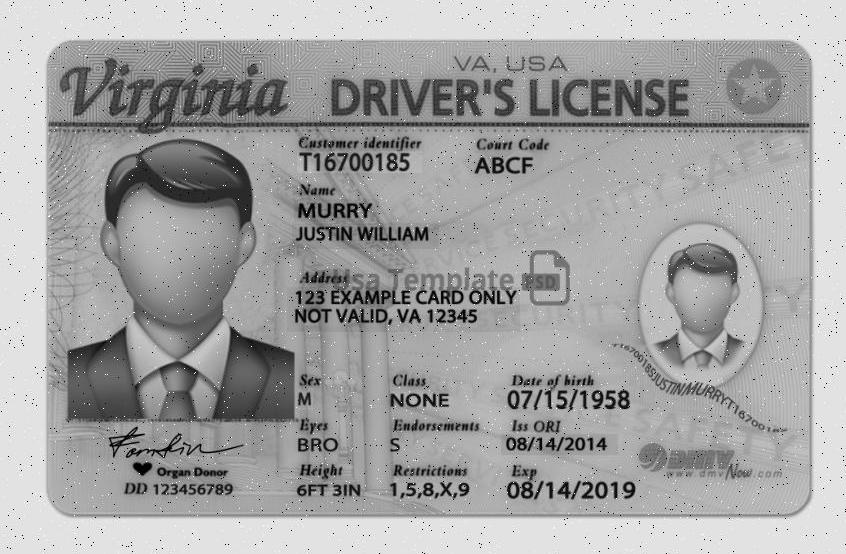 Virginia
VA, USA
DRIVER'S LICENSE
Customer identifier
T16700185
Court Code
ABCF
Name
MURRY
JUSTIN WILLIAM
Address
Usa Template PSD
123 EXAMPLE CARD ONLY
NOT VALID, VA 12345
Sex
M
Class
NONE
Date of birth
07/15/1958
Eyes
BRO
Endorsements
S
Iss ORI
08/14/2014
Height
6FT 3IN
Restrictions
1,5,8,X,9
Exp
08/14/2019
Organ Donor
DD 123456789
T16700185JUSTINMURRYT16700185
DMV
www.dmvNow.com
SECURITY SAFE